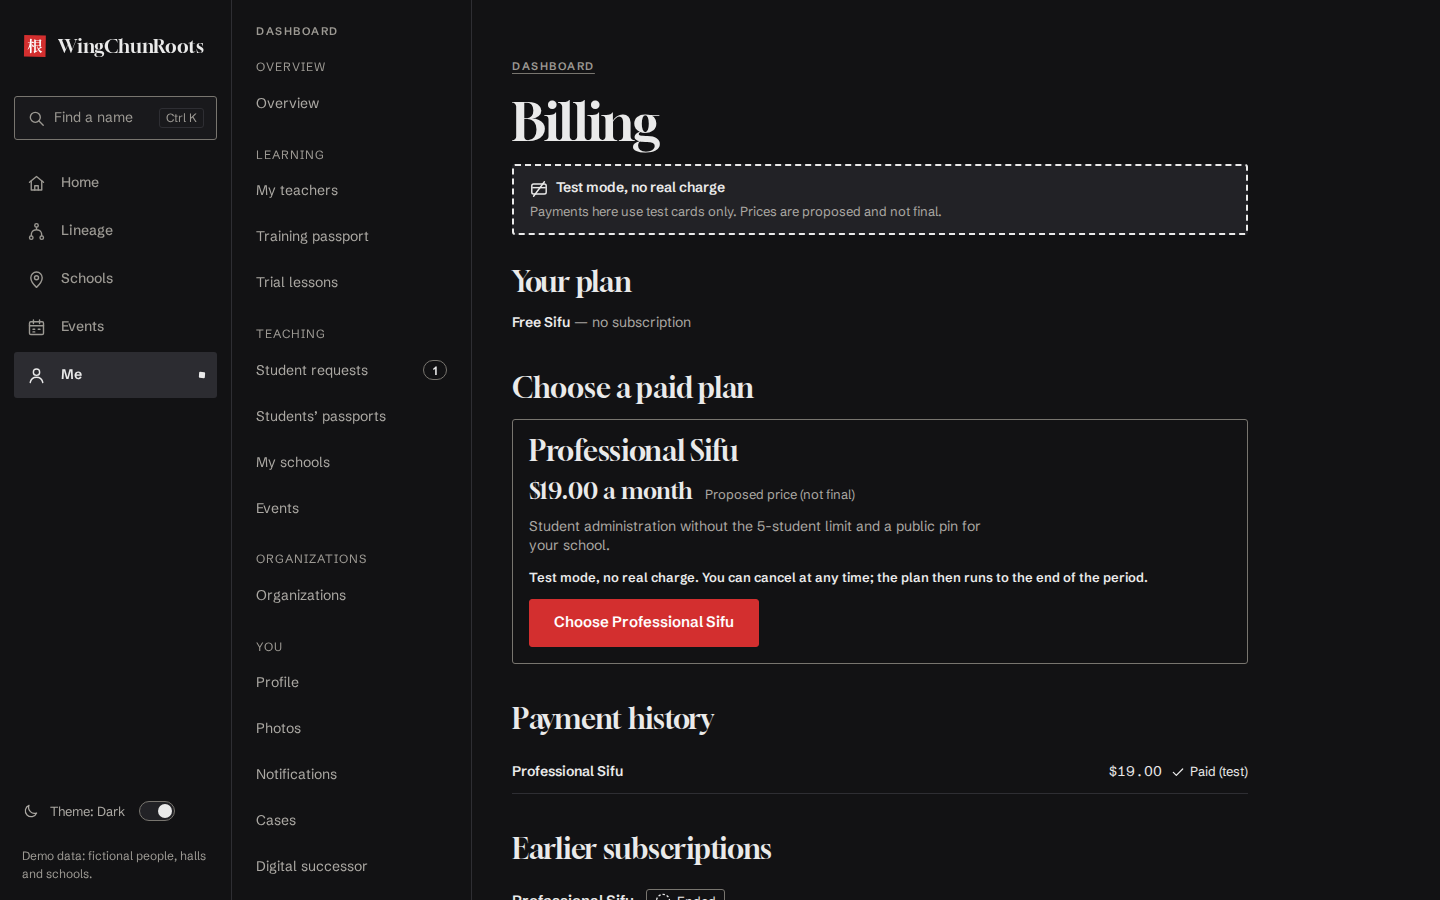 根 WingChunRoots
Find a name Ctrl K
Home
Lineage
Schools
Events
Me
Theme: Dark
Demo data: fictional people, halls
and schools.
DASHBOARD
OVERVIEW
Overview
LEARNING
My teachers
Training passport
Trial lessons
TEACHING
Student requests 1
Students’ passports
My schools
Events
ORGANIZATIONS
Organizations
YOU
Profile
Photos
Notifications
Cases
Digital successor
DASHBOARD
Billing
Test mode, no real charge
Payments here use test cards only. Prices are proposed and not final.
Your plan
Free Sifu — no subscription
Choose a paid plan
Professional Sifu
$19.00 a month Proposed price (not final)
Student administration without the 5-student limit and a public pin for
your school.
Test mode, no real charge. You can cancel at any time; the plan then runs to the end of the period.
Choose Professional Sifu
Payment history
Professional Sifu $19.00 Paid (test)
Earlier subscriptions
Professional Sifu Ended